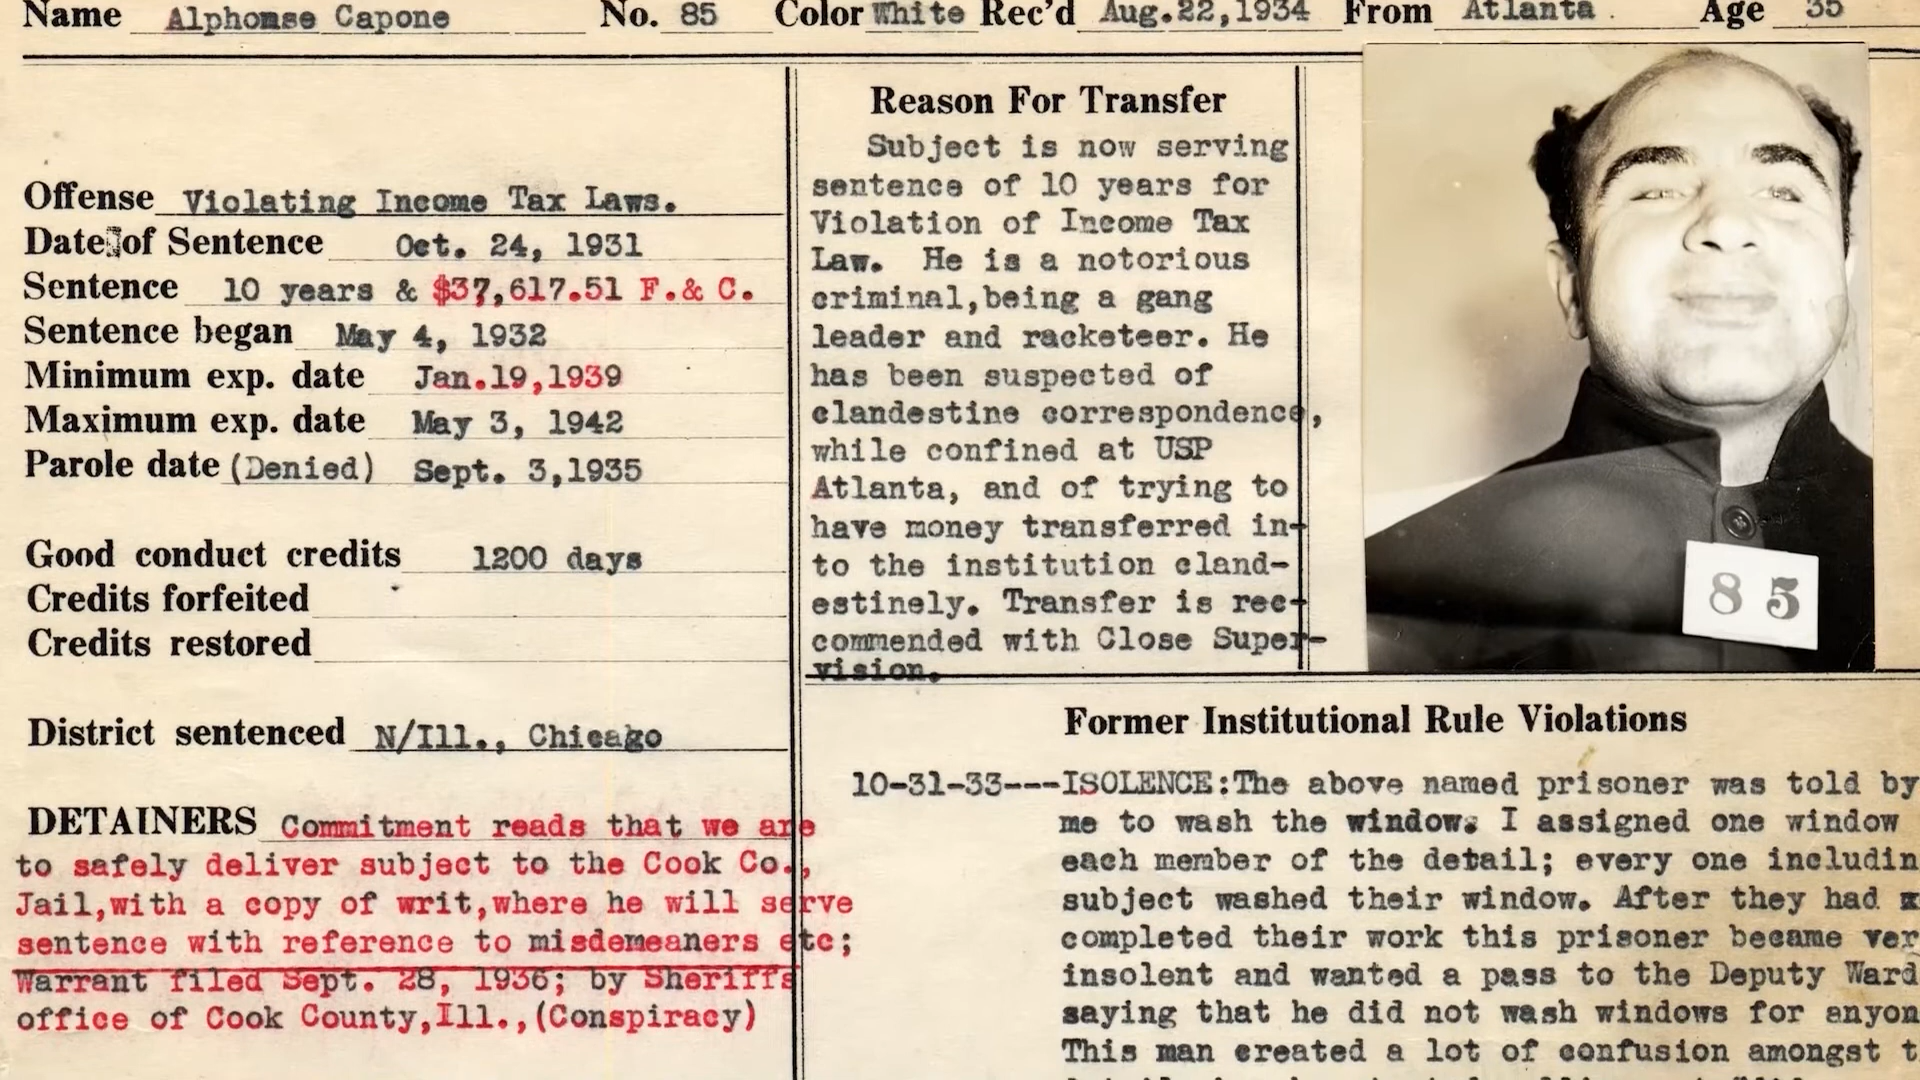 Name Alphonse Capone No. 85 Color White Rec'd Aug.22,1934 From Atlanta. Age 35
Offense Violating Income Tax Laws.
Date of Sentence Oct. 24, 1931
Sentence 10 years & $37,617.51 F.& C.
Sentence began May 4, 1932
Minimum exp. date Jan.19,1939
Maximum exp. date May 3, 1942
Parole date (Denied) Sept. 3,1935
Good conduct credits 1200 days
Credits forfeited
Credits restored
District sentenced N/Ill., Chicago
DETAINERS Commitment reads that we are
to safely deliver subject to the Cook Co.,
Jail,with a copy of writ,where he will serve
sentence with reference to misdemeaners etc;
Warrant filed Sept. 28, 1936; by Sheriffs
office of Cook County,Ill.,(Conspiracy)
Reason For Transfer
Subject is now serving
sentence of 10 years for
Violation of Income Tax
Law. He is a notorious
criminal,being a gang
leader and racketeer. He
has been suspected of
clandestine correspondence,
while confined at USP
Atlanta, and of trying to
have money transferred in-
to the institution cland-
estinely. Transfer is rec-
commended with Close Super-
vision.
85
Former Institutional Rule Violations
10-31-33---ISOLENCE:The above named prisoner was told by
me to wash the window. I assigned one window
each member of the detail; every one includin
subject washed their window. After they had
completed their work this prisoner became ver
insolent and wanted a pass to the Deputy Ward
saying that he did not wash windows for anyon
This man created a lot of confusion amongst t